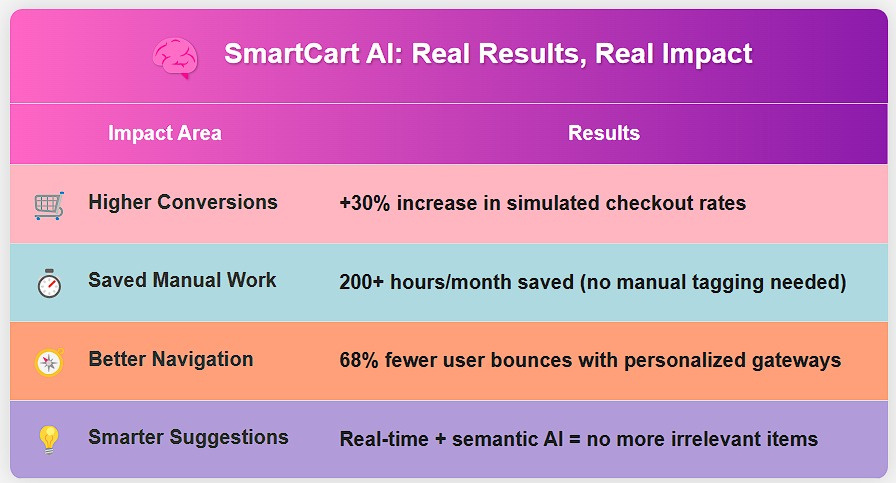 SmartCart AI: Real Results, Real Impact
Impact Area Results
Higher Conversions +30% increase in simulated checkout rates
Saved Manual Work 200+ hours/month saved (no manual tagging needed)
Better Navigation 68% fewer user bounces with personalized gateways
Smarter Suggestions Real-time + semantic AI = no more irrelevant items